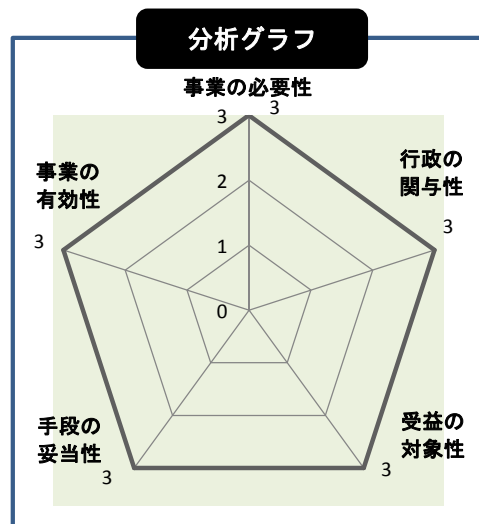 分析グラフ
事業の必要性
3
3
行政の
関与性
3
事業の
有効性
3
2
1
0
受益の
対象性
3
手段の
妥当性
3